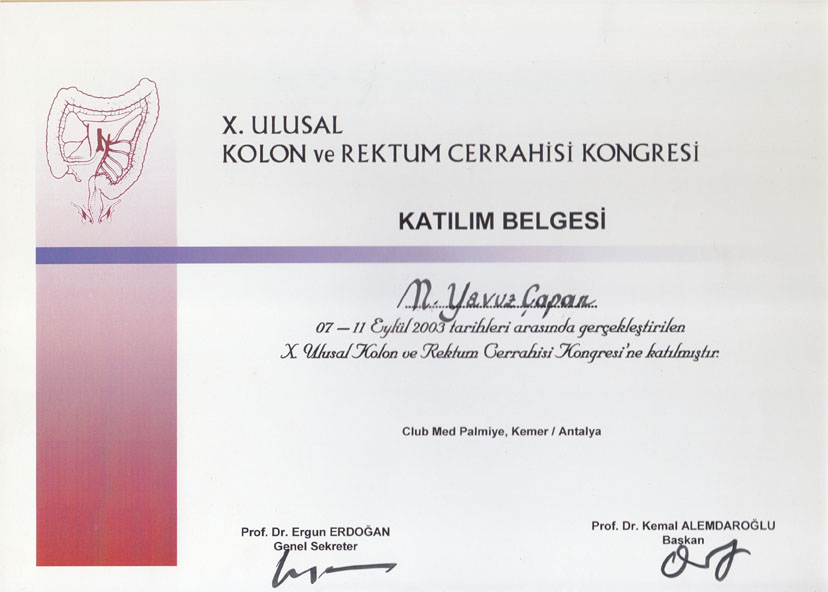 X. ULUSAL
KOLON ve REKTUM CERRAHİSİ KONGRESİ
KATILIM BELGESİ
N. Yavuz Çapan
07 – 11 Eylül 2003 tarihleri arasında gerçekleştirilen
X. Ulusal Kolon ve Rektum Cerrahisi Kongresi'ne katılmıştır.
Club Med Palmiye, Kemer / Antalya
Prof. Dr. Ergun ERDOĞAN
Genel Sekreter
Prof. Dr. Kemal ALEMDAROĞLU
Başkan